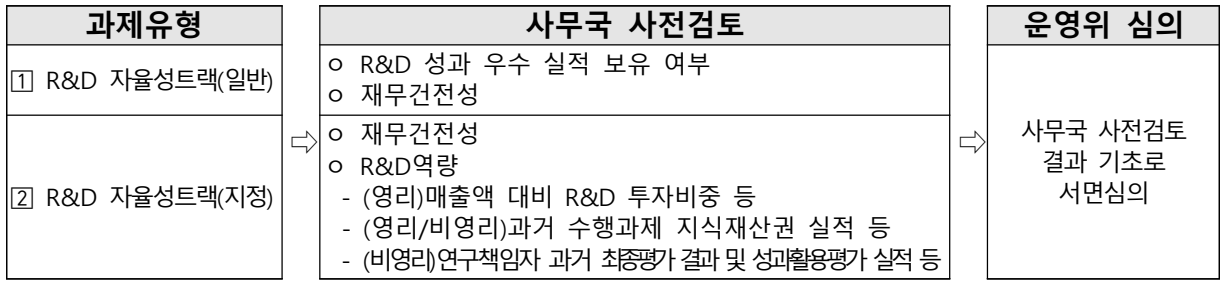 과제유형
사무국 사전검토
운영위 심의
1 R&D 자율성트랙(일반)
ㅇ R&D 성과 우수 실적 보유 여부
ㅇ 재무건전성
2 R&D 자율성트랙(지정)
⇨
ㅇ 재무건전성
ㅇ R&D역량
- (영리)매출액 대비 R&D 투자비중 등
- (영리/비영리)과거 수행과제 지식재산권 실적 등
- (비영리)연구책임자 과거 최종평가 결과 및 성과활용평가 실적 등
⇨
사무국 사전검토
결과 기초로
서면심의